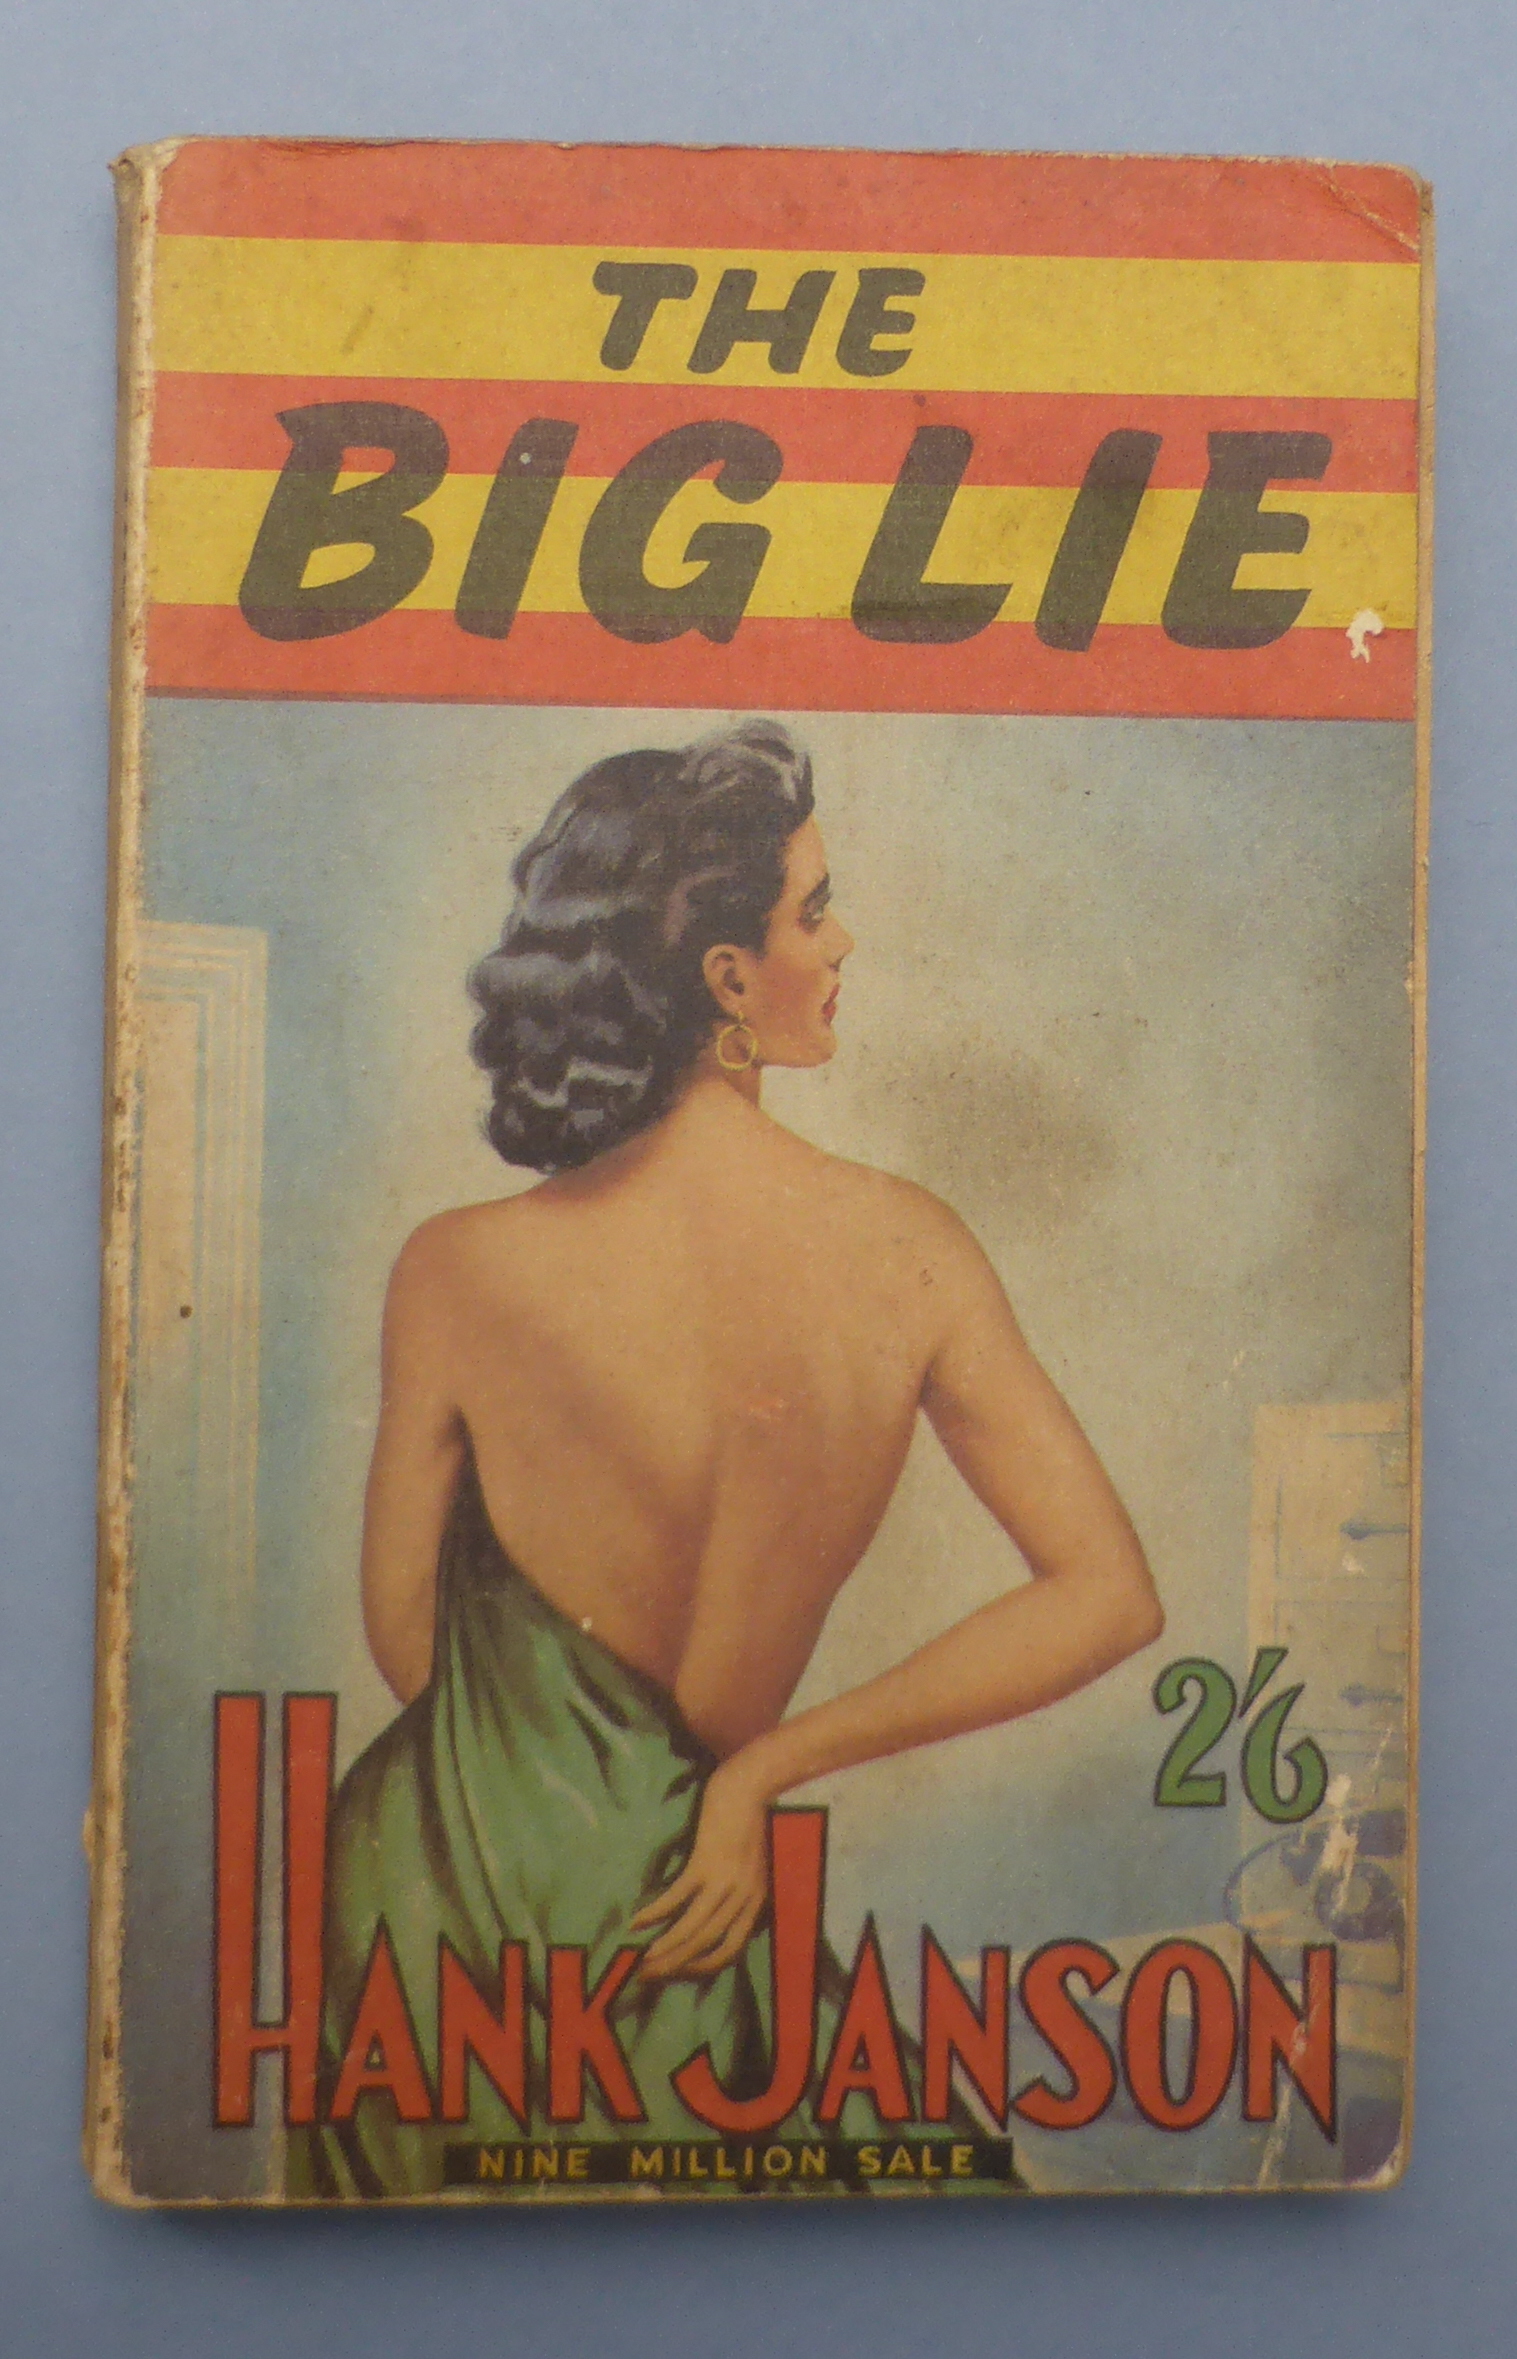 THE
BIG LIE
2'6
HANK JANSON
NINE MILLION SALE